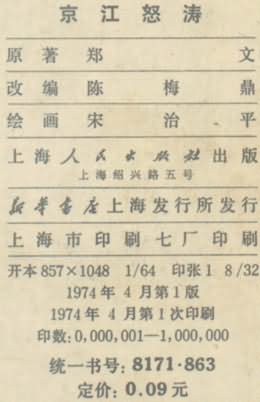 京江怒涛
原著郑文
改编陈梅鼎
绘画宋治平
上海人民出版社出版
上海绍兴路五号
新华书店上海发行所发行
上海市印刷七厂印刷
开本857×1048 1/64 印张1 8/32
1974年4月第1版
1974年4月第1次印刷
印数:0,000,001—1,000,000
统一书号:8171·863
定价:0.09元